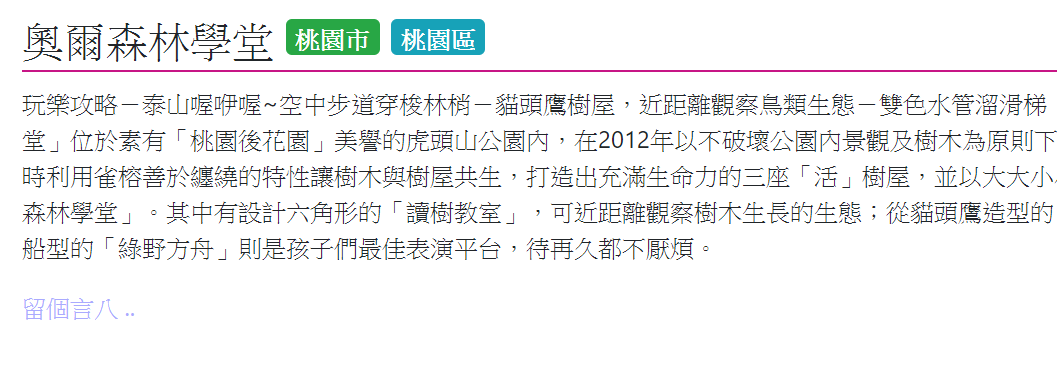 奧爾森林學堂 桃園市 桃園區
玩樂攻略－泰山喔咿喔~空中步道穿梭林梢－貓頭鷹樹屋，近距離觀察鳥類生態－雙色水管溜滑梯
堂」位於素有「桃園後花園」美譽的虎頭山公園內，在2012年以不破壞公園內景觀及樹木為原則下
時利用雀榕善於纏繞的特性讓樹木與樹屋共生，打造出充滿生命力的三座「活」樹屋，並以大大小
森林學堂」。其中有設計六角形的「讀樹教室」，可近距離觀察樹木生長的生態；從貓頭鷹造型的
船型的「綠野方舟」則是孩子們最佳表演平台，待再久都不厭煩。
留個言八 ..